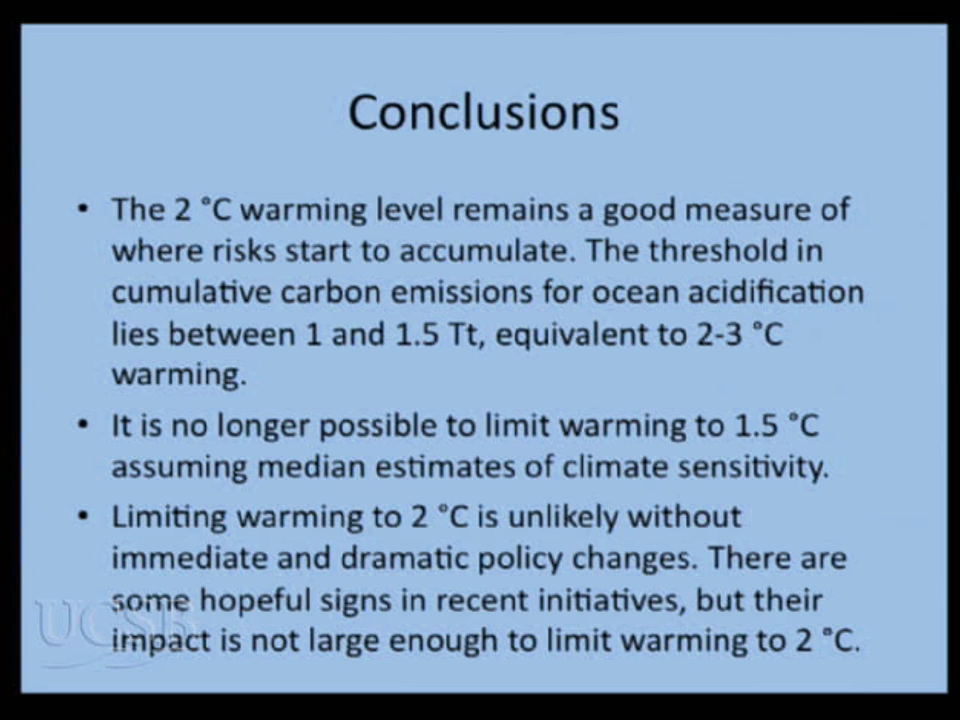 Conclusions
• The 2 °C warming level remains a good measure of
where risks start to accumulate. The threshold in
cumulative carbon emissions for ocean acidification
lies between 1 and 1.5 Tt, equivalent to 2-3 °C
warming.
• It is no longer possible to limit warming to 1.5 °C
assuming median estimates of climate sensitivity.
• Limiting warming to 2 °C is unlikely without
immediate and dramatic policy changes. There are
some hopeful signs in recent initiatives, but their
impact is not large enough to limit warming to 2 °C.
UCSB